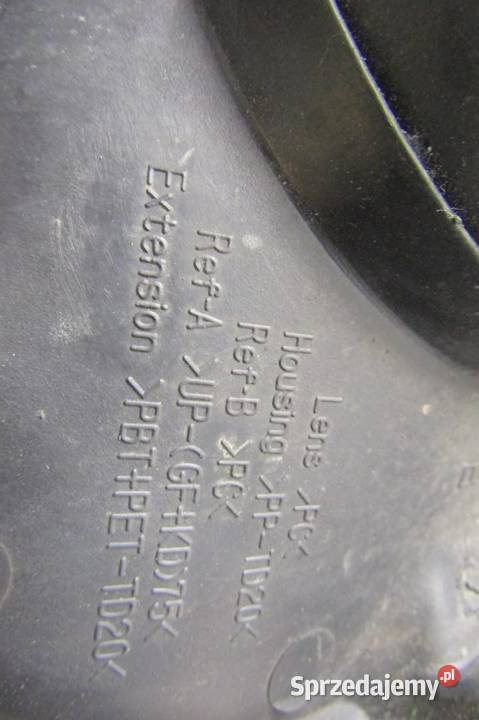 Lens >PC<
Housing >PP-TD20<
Ref-B >PC<
Ref-A >UP-(GF+KD)75<
Extension >PBT+PET-TD20<
Sprzedajemy.pl